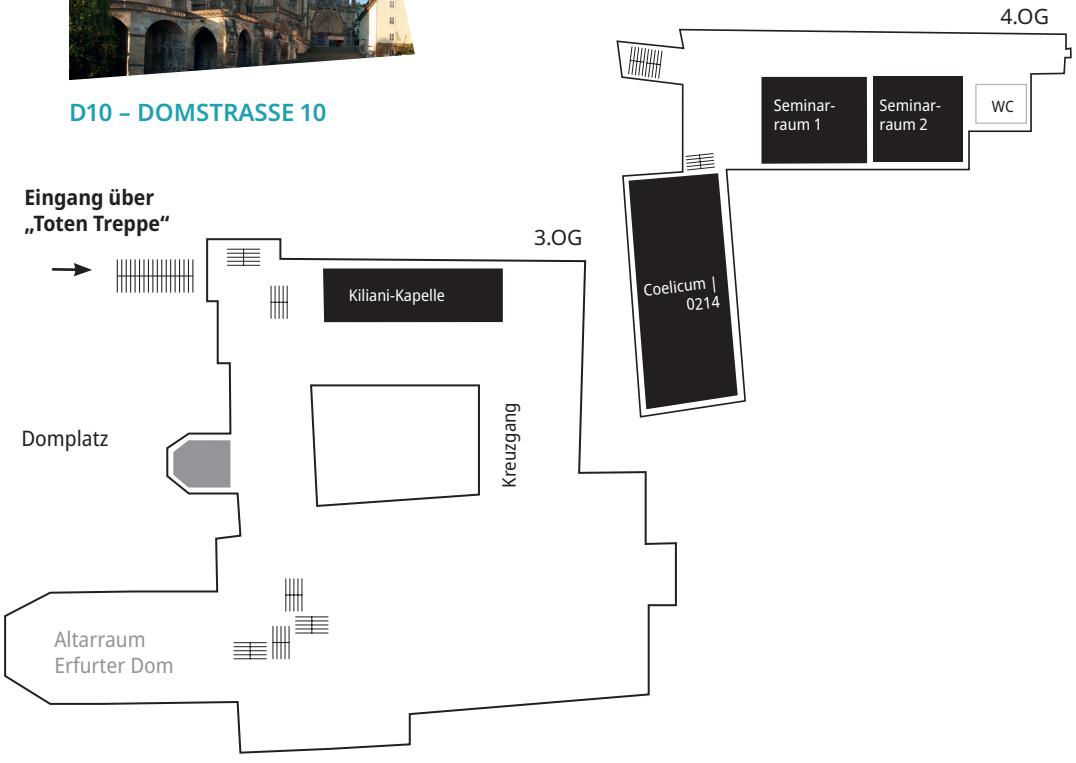 D10 – DOMSTRASSE 10
Eingang über
„Toten Treppe“
4.OG
Seminar-
raum 1
Seminar-
raum 2
WC
Coelicum |
0214
3.OG
Kiliani-Kapelle
Kreuzgang
Domplatz
Altarraum
Erfurter Dom